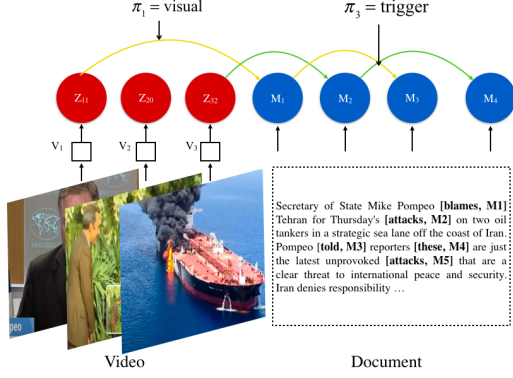 π₁ = visual
π₃ = trigger
Z₁₁
Z₂₀
Z₃₂
M₁
M₂
M₃
M₄
V₁
V₂
V₃
Secretary of State Mike Pompeo [blames, M1]
Tehran for Thursday's [attacks, M2] on two oil
tankers in a strategic sea lane off the coast of Iran.
Pompeo [told, M3] reporters [these, M4] are just
the latest unprovoked [attacks, M5] that are a
clear threat to international peace and security.
Iran denies responsibility …
peo
Video
Document